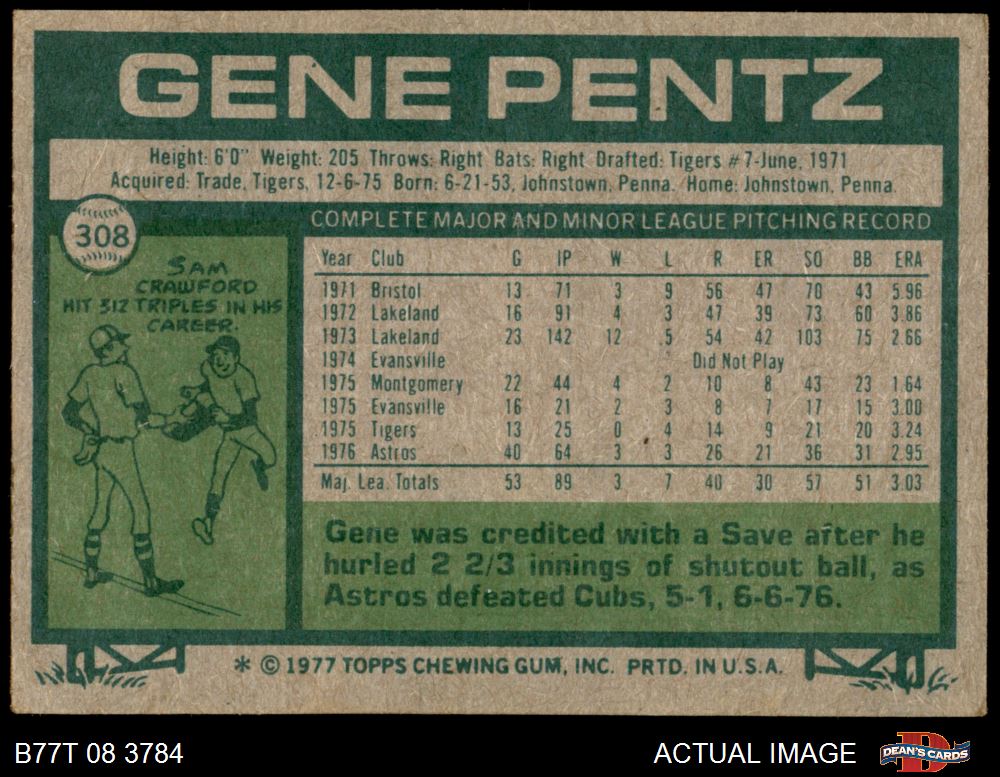 GENE PENTZ
Height: 6'0" Weight: 205 Throws: Right Bats: Right Drafted: Tigers #7-June, 1971
Acquired: Trade, Tigers, 12-6-75 Born: 6-21-53, Johnstown, Penna. Home: Johnstown, Penna.
308
SAM
CRAWFORD
HIT 312 TRIPLES IN HIS
CAREER.
COMPLETE MAJOR AND MINOR LEAGUE PITCHING RECORD
Year Club G IP W L R ER SO BB ERA
1971 Bristol 13 71 3 9 56 47 70 43 5.96
1972 Lakeland 16 91 4 3 47 39 73 60 3.86
1973 Lakeland 23 142 12 5 54 42 103 75 2.66
1974 Evansville Did Not Play
1975 Montgomery 22 44 4 2 10 8 43 23 1.64
1975 Evansville 16 21 2 3 8 7 17 15 3.00
1975 Tigers 13 25 0 4 14 9 21 20 3.24
1976 Astros 40 64 3 3 26 21 36 31 2.95
Maj. Lea. Totals 53 89 3 7 40 30 57 51 3.03
Gene was credited with a Save after he
hurled 2 2/3 innings of shutout ball, as
Astros defeated Cubs, 5-1, 6-6-76.
* © 1977 TOPPS CHEWING GUM, INC. PRTD. IN U.S.A.
B77T 08 3784 ACTUAL IMAGE DEAN'S CARDS